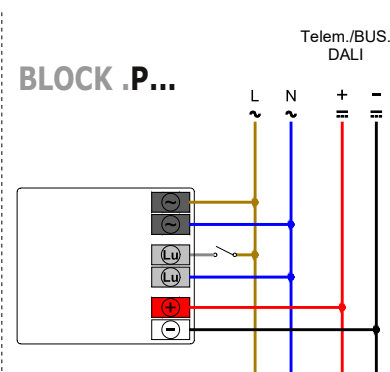 Telem./BUS.
DALI
BLOCK .P...
L N + -
~ ~
~
~
Lu
Lu
+
-